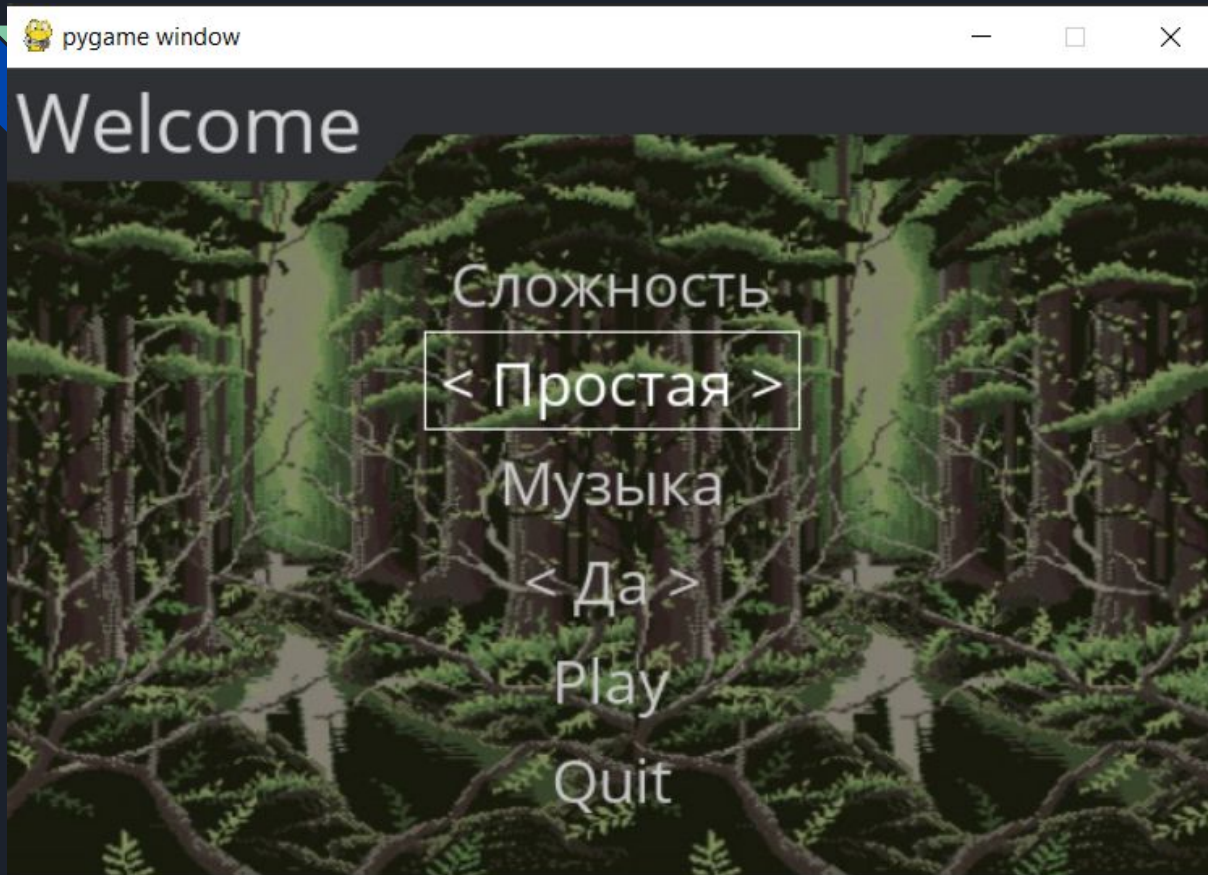 pygame window
Welcome
Сложность
< Простая >
Музыка
< Да >
Play
Quit